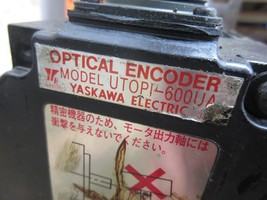 OPTICAL ENCODER
MODEL UTOPI-600UA
YASKAWA ELECTRIC
精密機器のため、モータ出力軸には
衝撃を与えないでください。